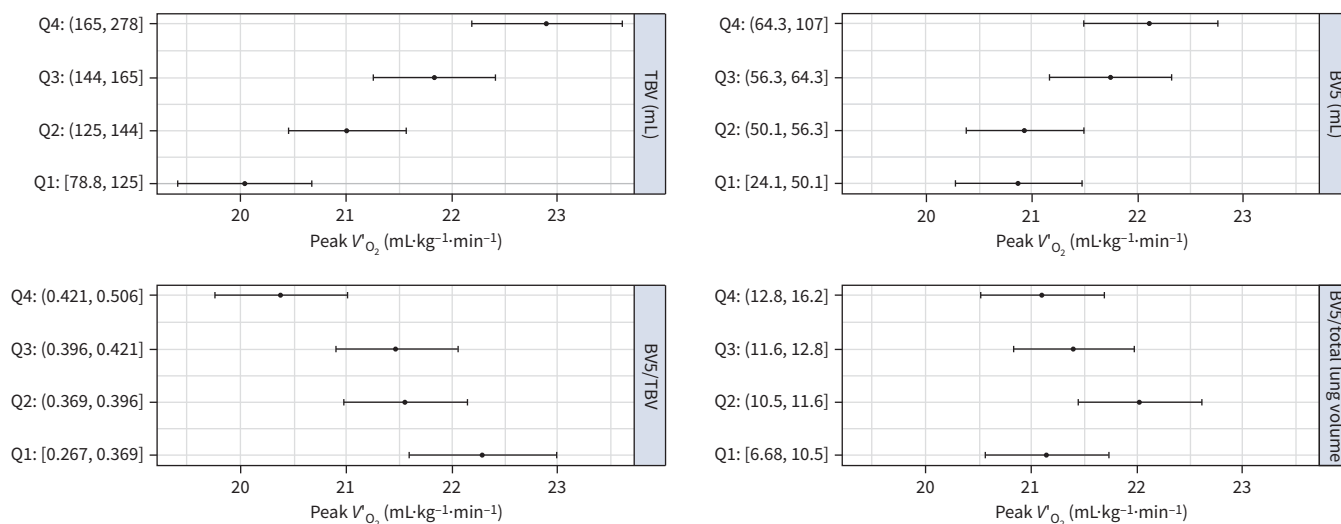 Q4: (165, 278]
Q3: (144, 165]
Q2: (125, 144]
Q1: [78.8, 125]
20 21 22 23
Peak V'O₂ (mL·kg⁻¹·min⁻¹)
TBV (mL)
Q4: (64.3, 107]
Q3: (56.3, 64.3]
Q2: (50.1, 56.3]
Q1: [24.1, 50.1]
20 21 22 23
Peak V'O₂ (mL·kg⁻¹·min⁻¹)
BV5 (mL)
Q4: (0.421, 0.506]
Q3: (0.396, 0.421]
Q2: (0.369, 0.396]
Q1: [0.267, 0.369]
20 21 22 23
Peak V'O₂ (mL·kg⁻¹·min⁻¹)
BV5/TBV
Q4: (12.8, 16.2]
Q3: (11.6, 12.8]
Q2: (10.5, 11.6]
Q1: [6.68, 10.5]
20 21 22 23
Peak V'O₂ (mL·kg⁻¹·min⁻¹)
BV5/total lung volume